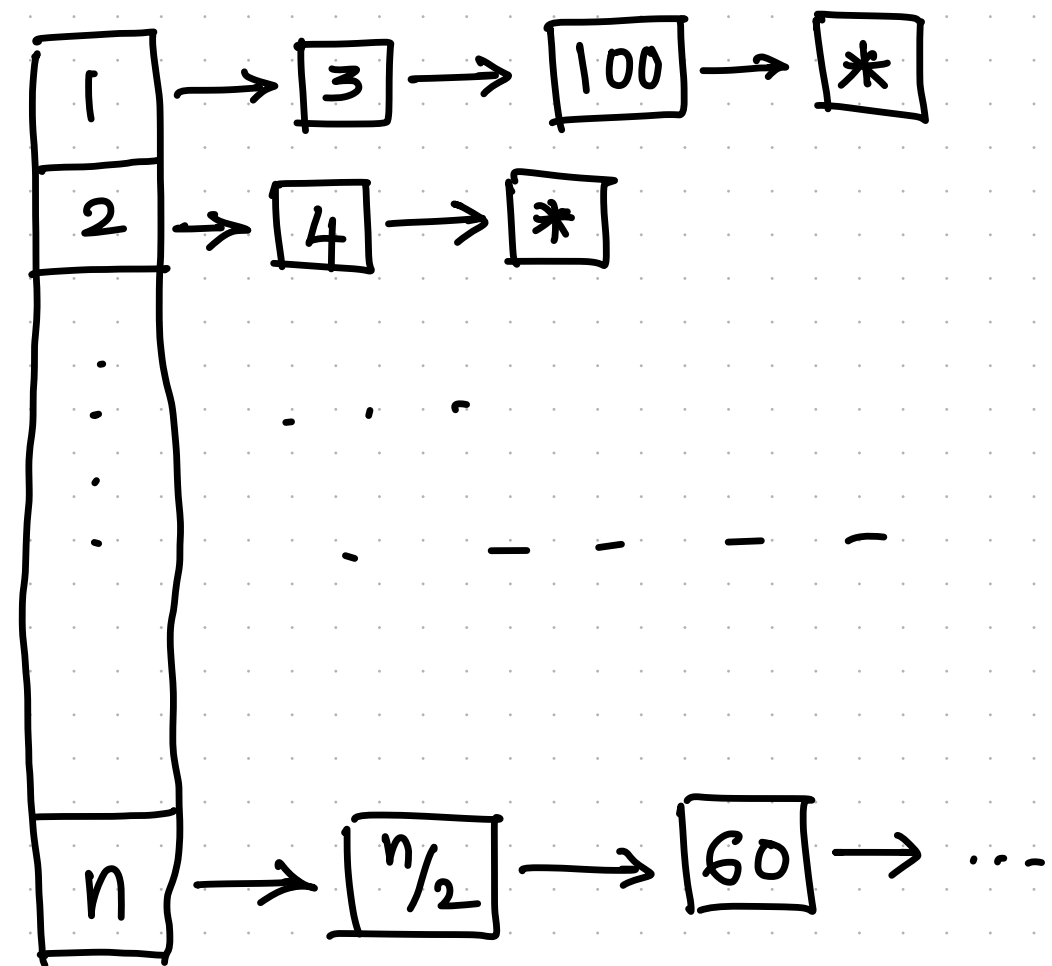 1 → 3 → 100 → *
2 → 4 → *
n → n/2 → 60 → ...